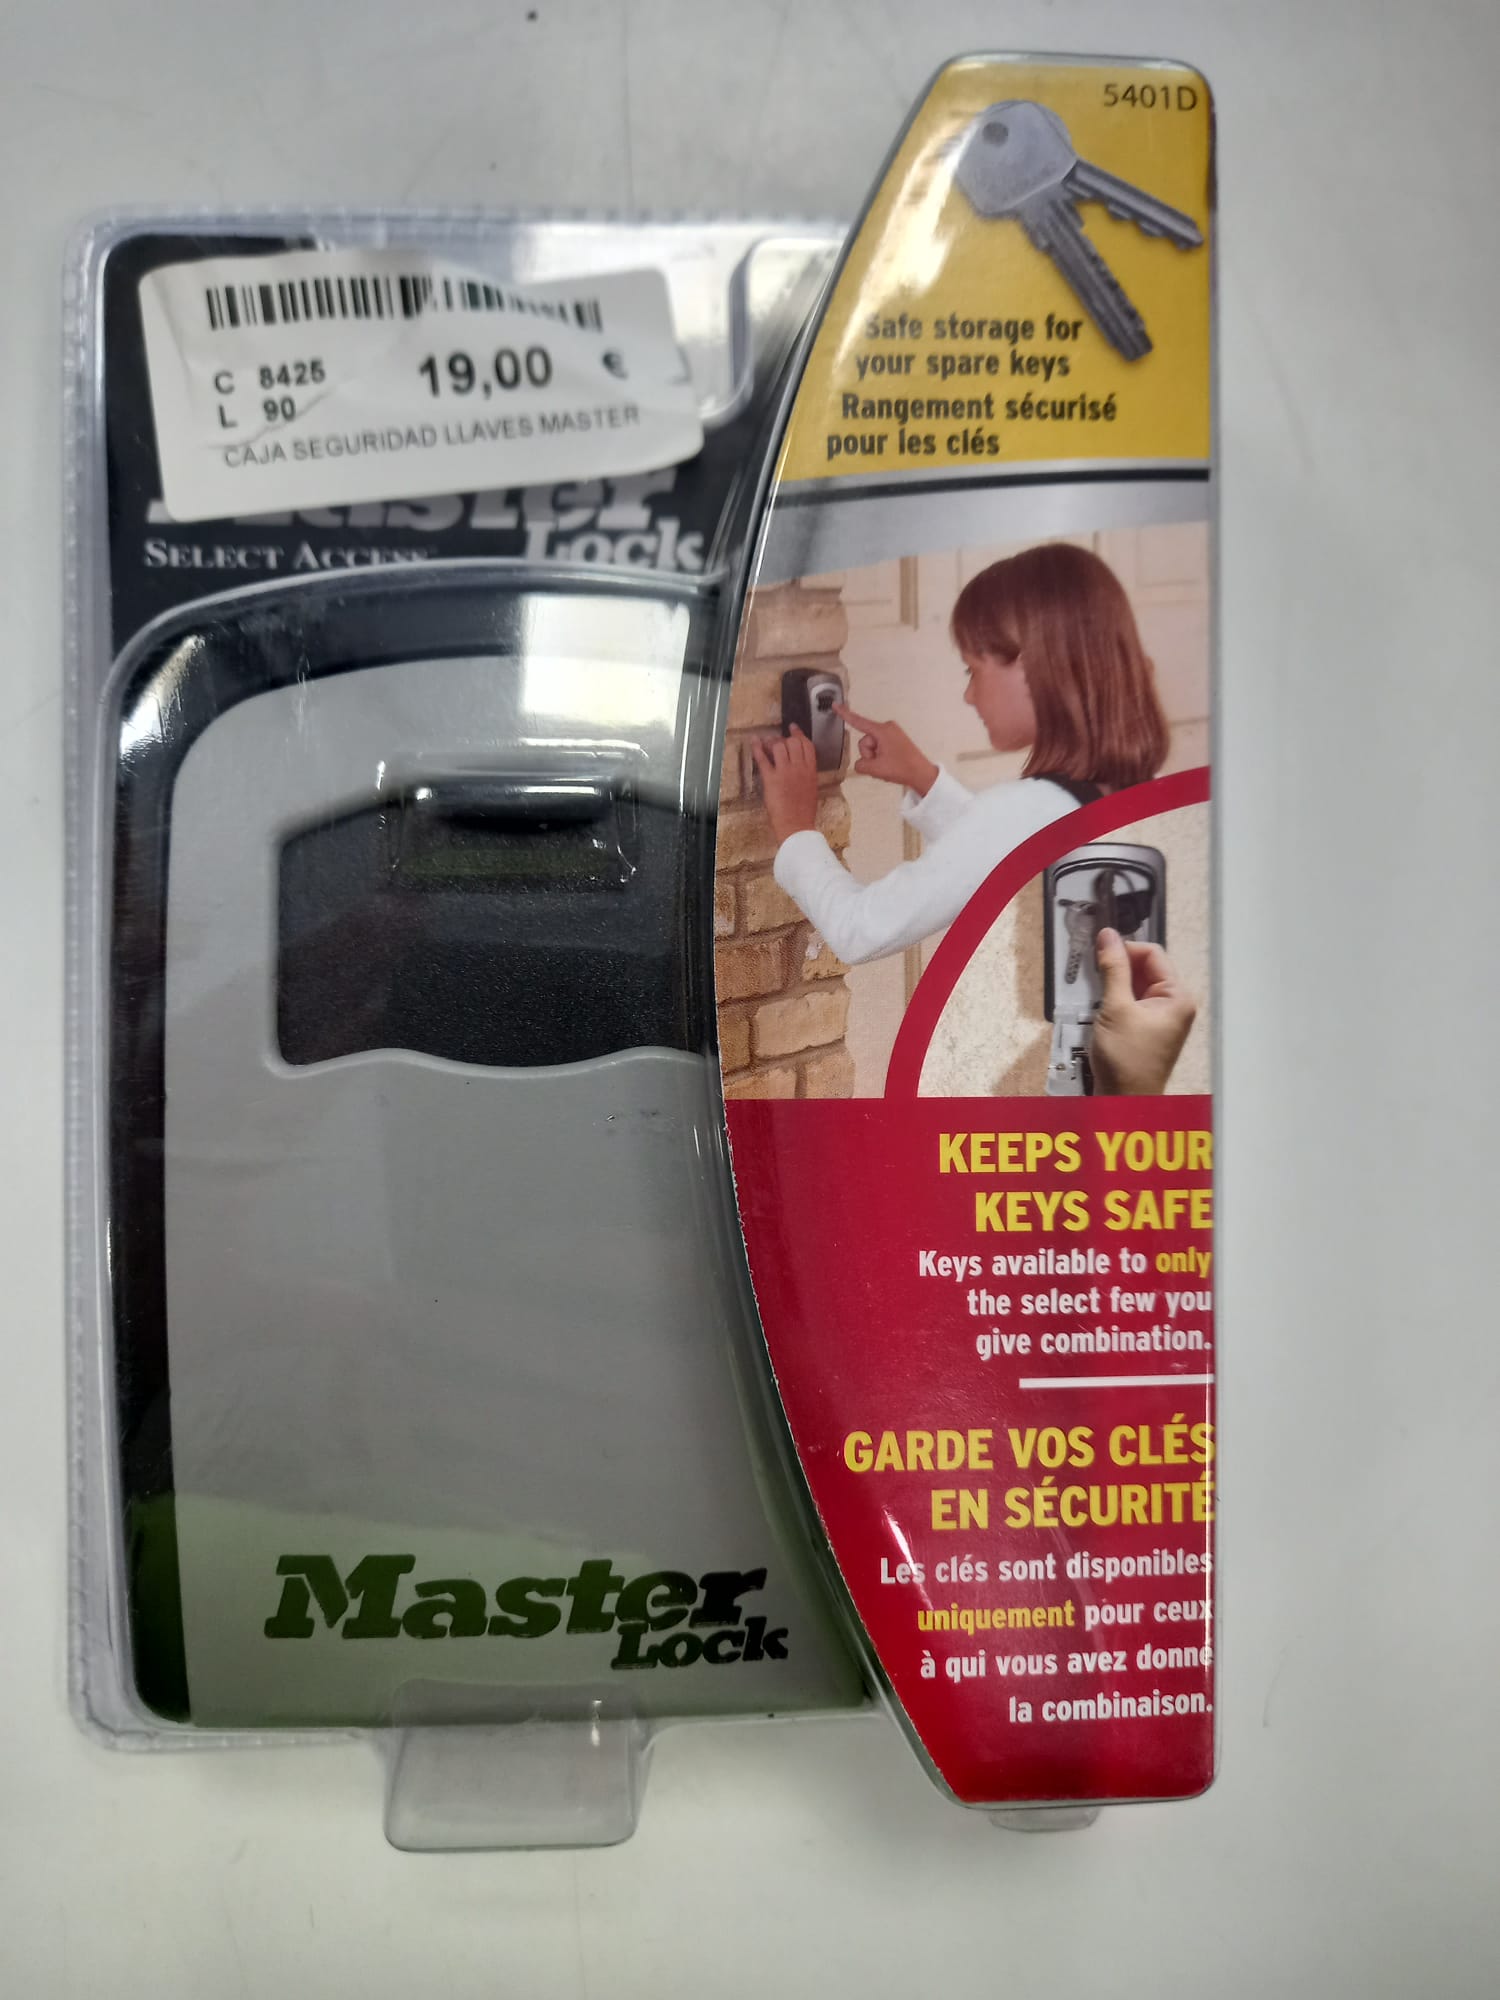 5401D
Safe storage for
your spare keys
Rangement sécurisé
pour les clés
C 8425
L 90
19,00 €
CAJA SEGURIDAD LLAVES MASTER
Master
Lock
SELECT ACCESS
KEEPS YOUR
KEYS SAFE
Keys available to only
the select few you
give combination.
GARDE VOS CLÉS
EN SÉCURITÉ
Les clés sont disponibles
uniquement pour ceux
à qui vous avez donné
la combinaison.
Master
Lock